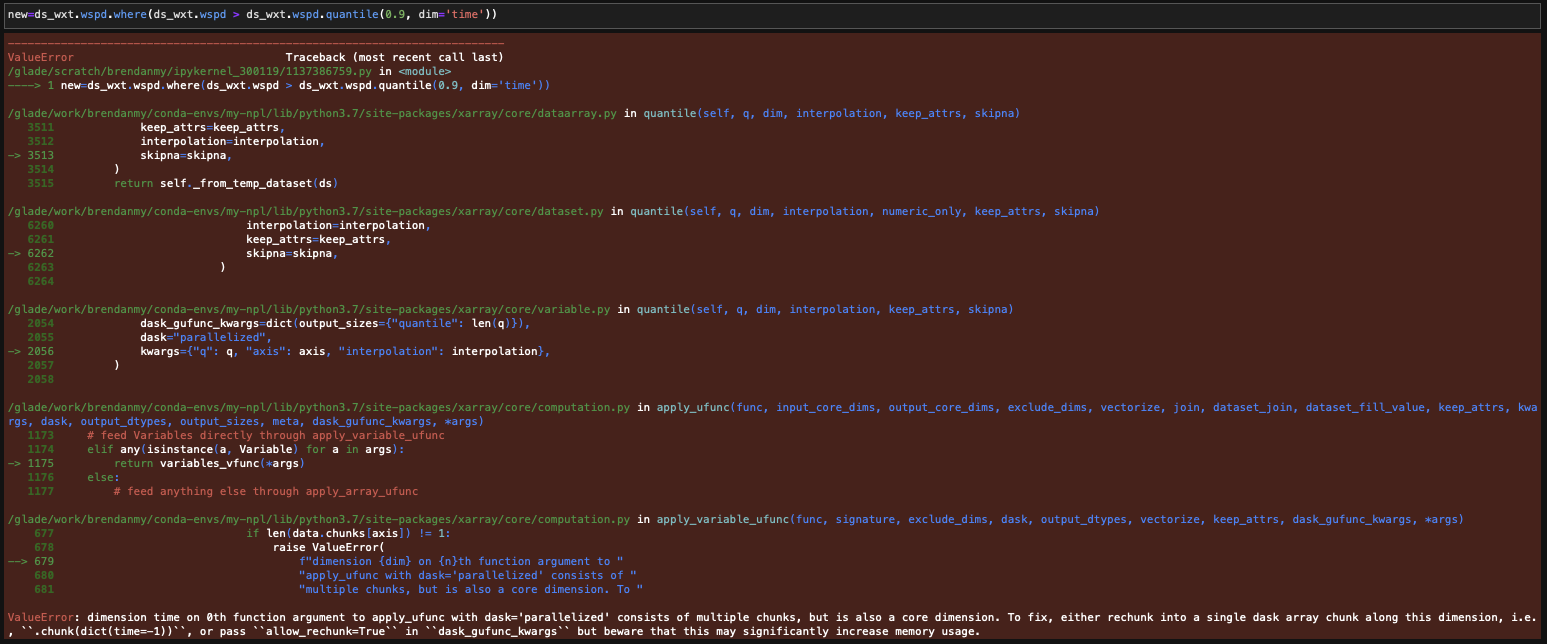 new=ds_wxt.wspd.where(ds_wxt.wspd > ds_wxt.wspd.quantile(0.9, dim='time'))
---------------------------------------------------------------------------
ValueError                                Traceback (most recent call last)
/glade/scratch/brendanmy/ipykernel_300119/1137386759.py in <module>
----> 1 new=ds_wxt.wspd.where(ds_wxt.wspd > ds_wxt.wspd.quantile(0.9, dim='time'))
/glade/work/brendanmy/conda-envs/my-npl/lib/python3.7/site-packages/xarray/core/dataarray.py in quantile(self, q, dim, interpolation, keep_attrs, skipna)
   3511             keep_attrs=keep_attrs,
   3512             interpolation=interpolation,
-> 3513             skipna=skipna,
   3514         )
   3515         return self._from_temp_dataset(ds)
/glade/work/brendanmy/conda-envs/my-npl/lib/python3.7/site-packages/xarray/core/dataset.py in quantile(self, q, dim, interpolation, numeric_only, keep_attrs, skipna)
   6260                             interpolation=interpolation,
   6261                             keep_attrs=keep_attrs,
-> 6262                             skipna=skipna,
   6263                         )
   6264
/glade/work/brendanmy/conda-envs/my-npl/lib/python3.7/site-packages/xarray/core/variable.py in quantile(self, q, dim, interpolation, keep_attrs, skipna)
   2054             dask_gufunc_kwargs=dict(output_sizes={"quantile": len(q)}),
   2055             dask="parallelized",
-> 2056             kwargs={"q": q, "axis": axis, "interpolation": interpolation},
   2057         )
   2058
/glade/work/brendanmy/conda-envs/my-npl/lib/python3.7/site-packages/xarray/core/computation.py in apply_ufunc(func, input_core_dims, output_core_dims, exclude_dims, vectorize, join, dataset_join, dataset_fill_value, keep_attrs, kwa
rgs, dask, output_dtypes, output_sizes, meta, dask_gufunc_kwargs, *args)
   1173     # feed Variables directly through apply_variable_ufunc
   1174     elif any(isinstance(a, Variable) for a in args):
-> 1175         return variables_vfunc(*args)
   1176     else:
   1177         # feed anything else through apply_array_ufunc
/glade/work/brendanmy/conda-envs/my-npl/lib/python3.7/site-packages/xarray/core/computation.py in apply_variable_ufunc(func, signature, exclude_dims, dask, output_dtypes, vectorize, keep_attrs, dask_gufunc_kwargs, *args)
    677                             if len(data.chunks[axis]) != 1:
    678                                 raise ValueError(
--> 679                                     f"dimension {dim} on {n}th function argument to "
    680                                     "apply_ufunc with dask='parallelized' consists of "
    681                                     "multiple chunks, but is also a core dimension. To "
ValueError: dimension time on 0th function argument to apply_ufunc with dask='parallelized' consists of multiple chunks, but is also a core dimension. To fix, either rechunk into a single dask array chunk along this dimension, i.e.
, ``.chunk(dict(time=-1))``, or pass ``allow_rechunk=True`` in ``dask_gufunc_kwargs`` but beware that this may significantly increase memory usage.